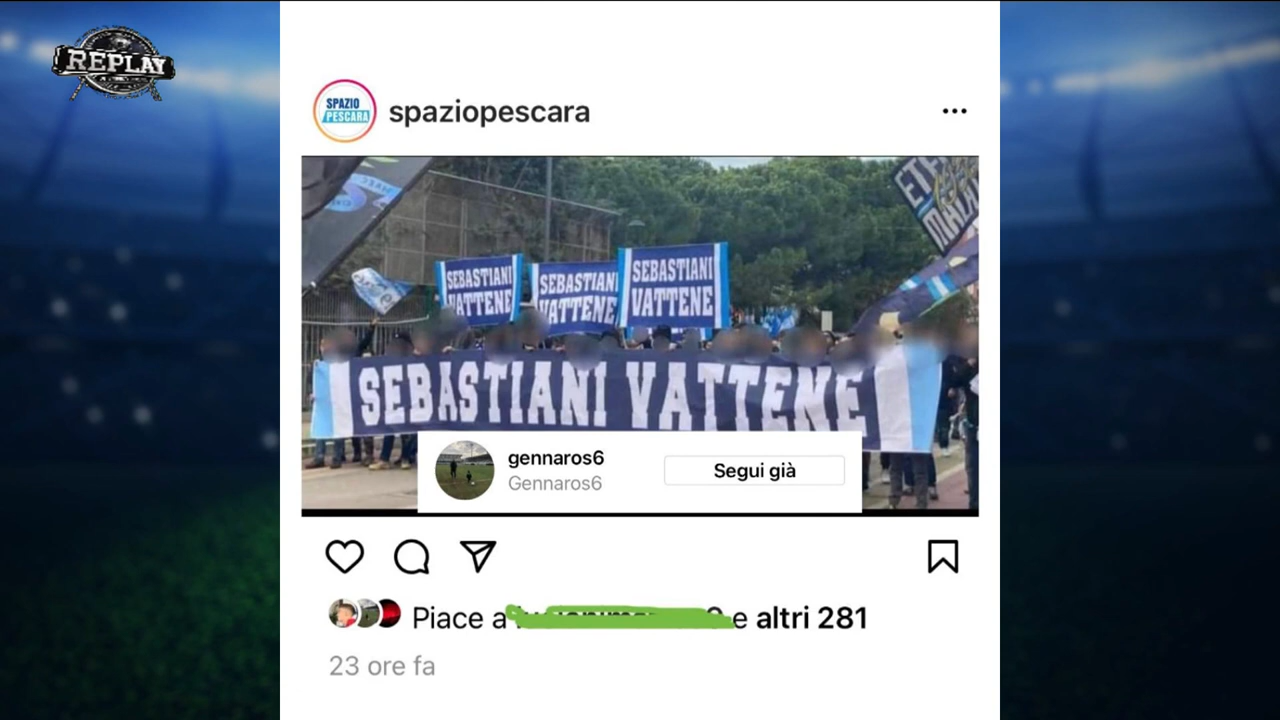 REPLAY
SPAZIO
PESCARA
spaziopescara
SEBASTIANI
VATTENE
SEBASTIANI
VATTENE
SEBASTIANI
VATTENE
SEBASTIANI VATTENE
gennaros6
Gennaros6
Segui già
Piace a
e altri 281
23 ore fa